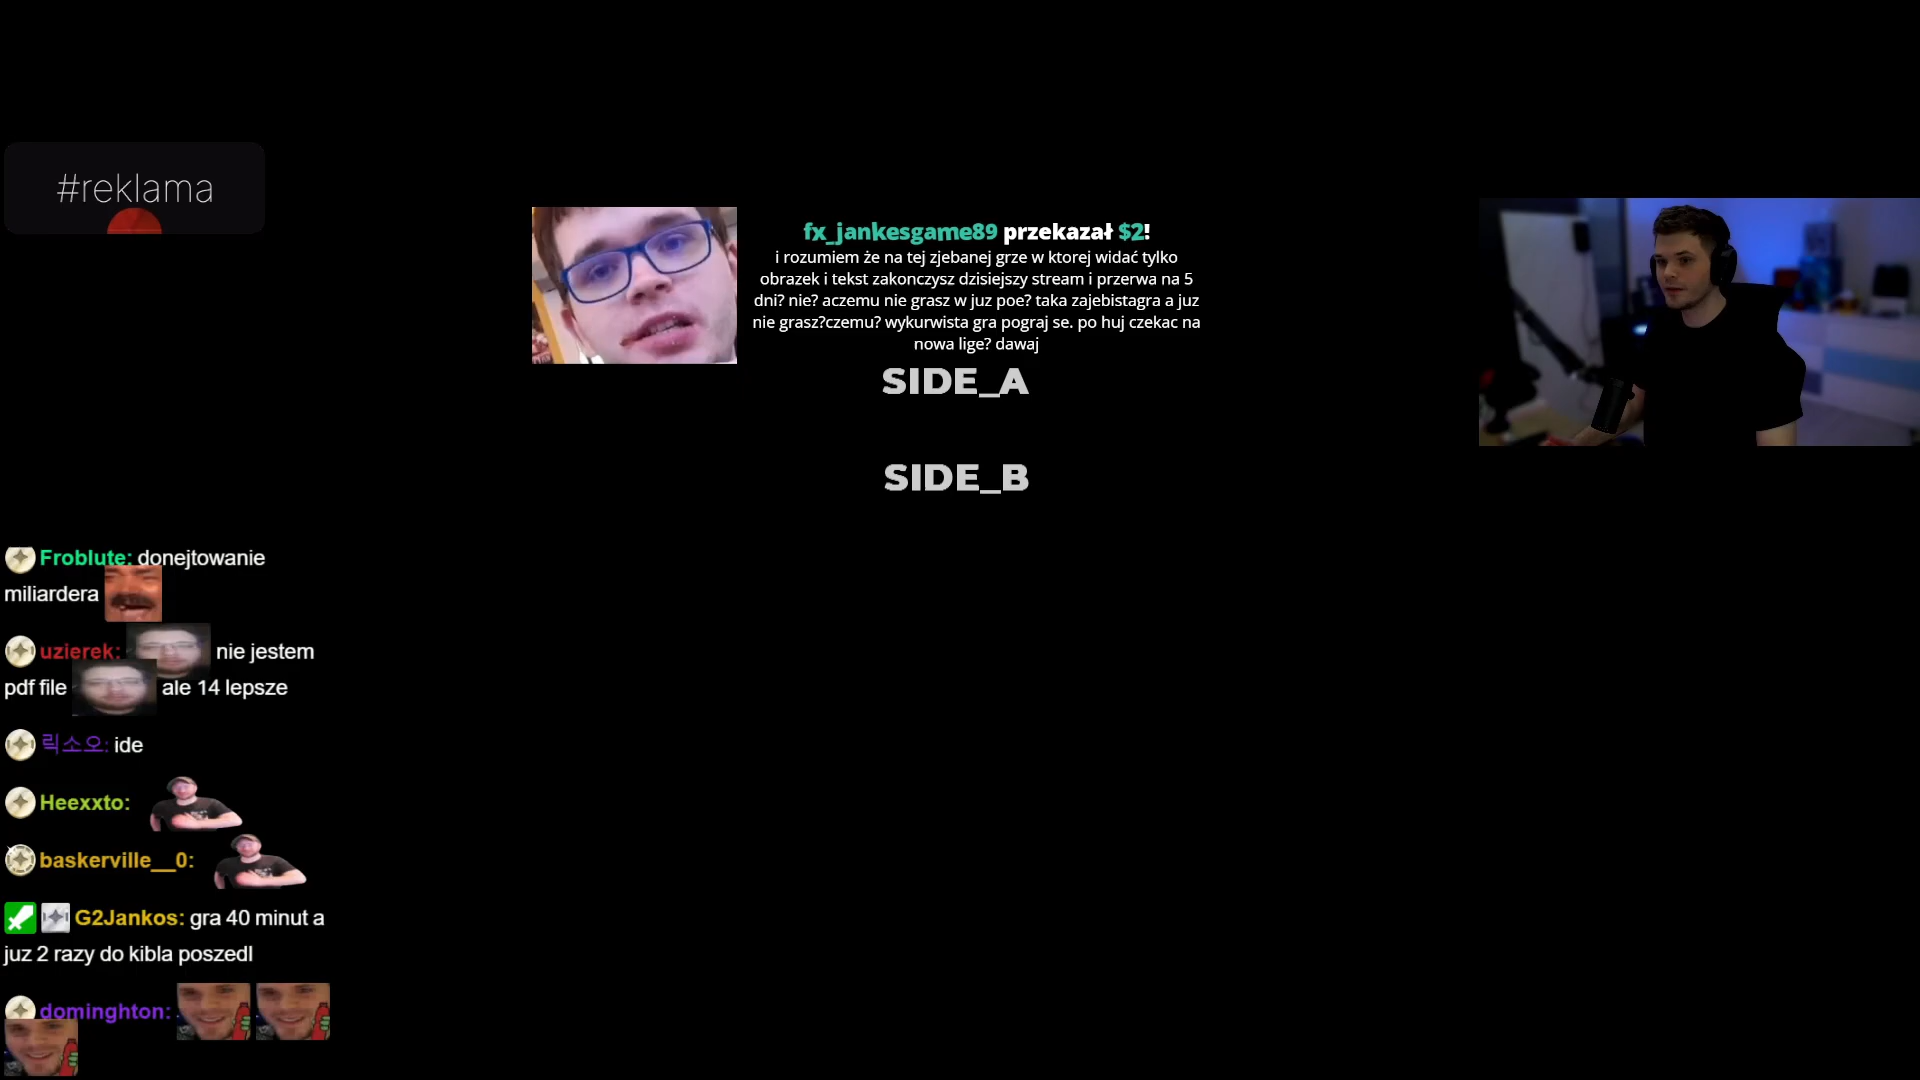 #reklama
fx_jankesgame89 przekazał $2!
i rozumiem że na tej zjebanej grze w ktorej widać tylko
obrazek i tekst zakonczysz dzisiejszy stream i przerwa na 5
dni? nie? aczemu nie grasz w juz poe? taka zajebistagra a juz
nie grasz?czemu? wykurwista gra pograj se. po huj czekac na
nowa lige? dawaj
SIDE_A
SIDE_B
Froblute: donejtowanie
miliardera
uzierek: nie jestem
pdf file ale 14 lepsze
릭소오: ide
Heexxto:
baskerville__0:
G2Jankos: gra 40 minut a
juz 2 razy do kibla poszedl
dominghton: